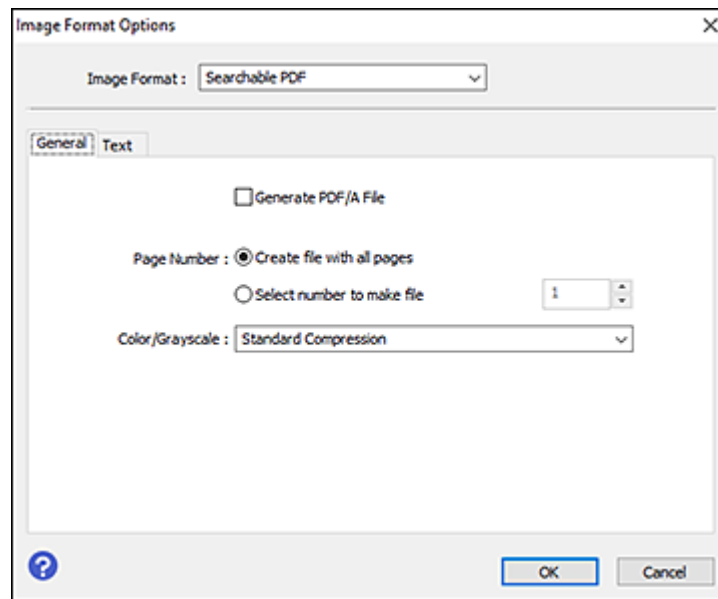 Image Format Options
Image Format : Searchable PDF
General Text
Generate PDF/A File
Page Number : Create file with all pages
Select number to make file 1
Color/Grayscale : Standard Compression
? OK Cancel